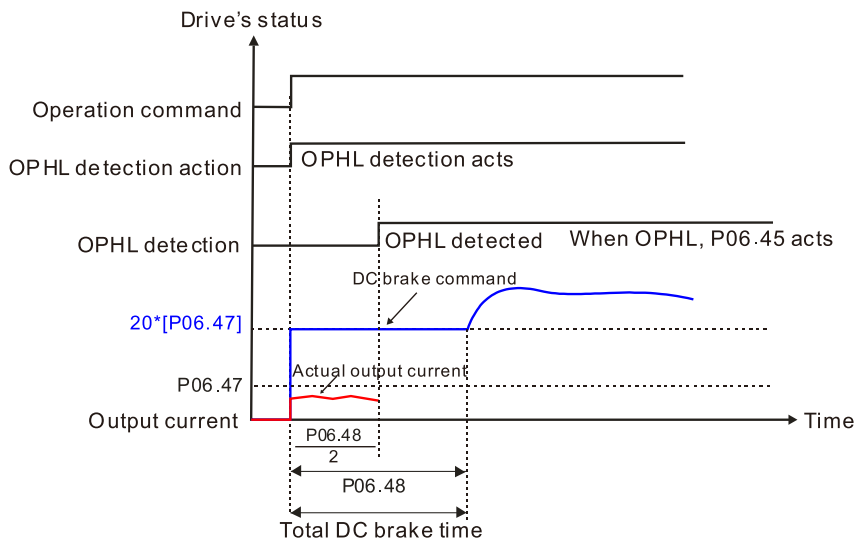 Drive's status
Operation command
OPHL detection action
OPHL detection acts
OPHL detection
OPHL detected
When OPHL, P06.45 acts
DC brake command
20*[P06.47]
Actual output current
P06.47
Output current
Time
P06.48
2
P06.48
Total DC brake time